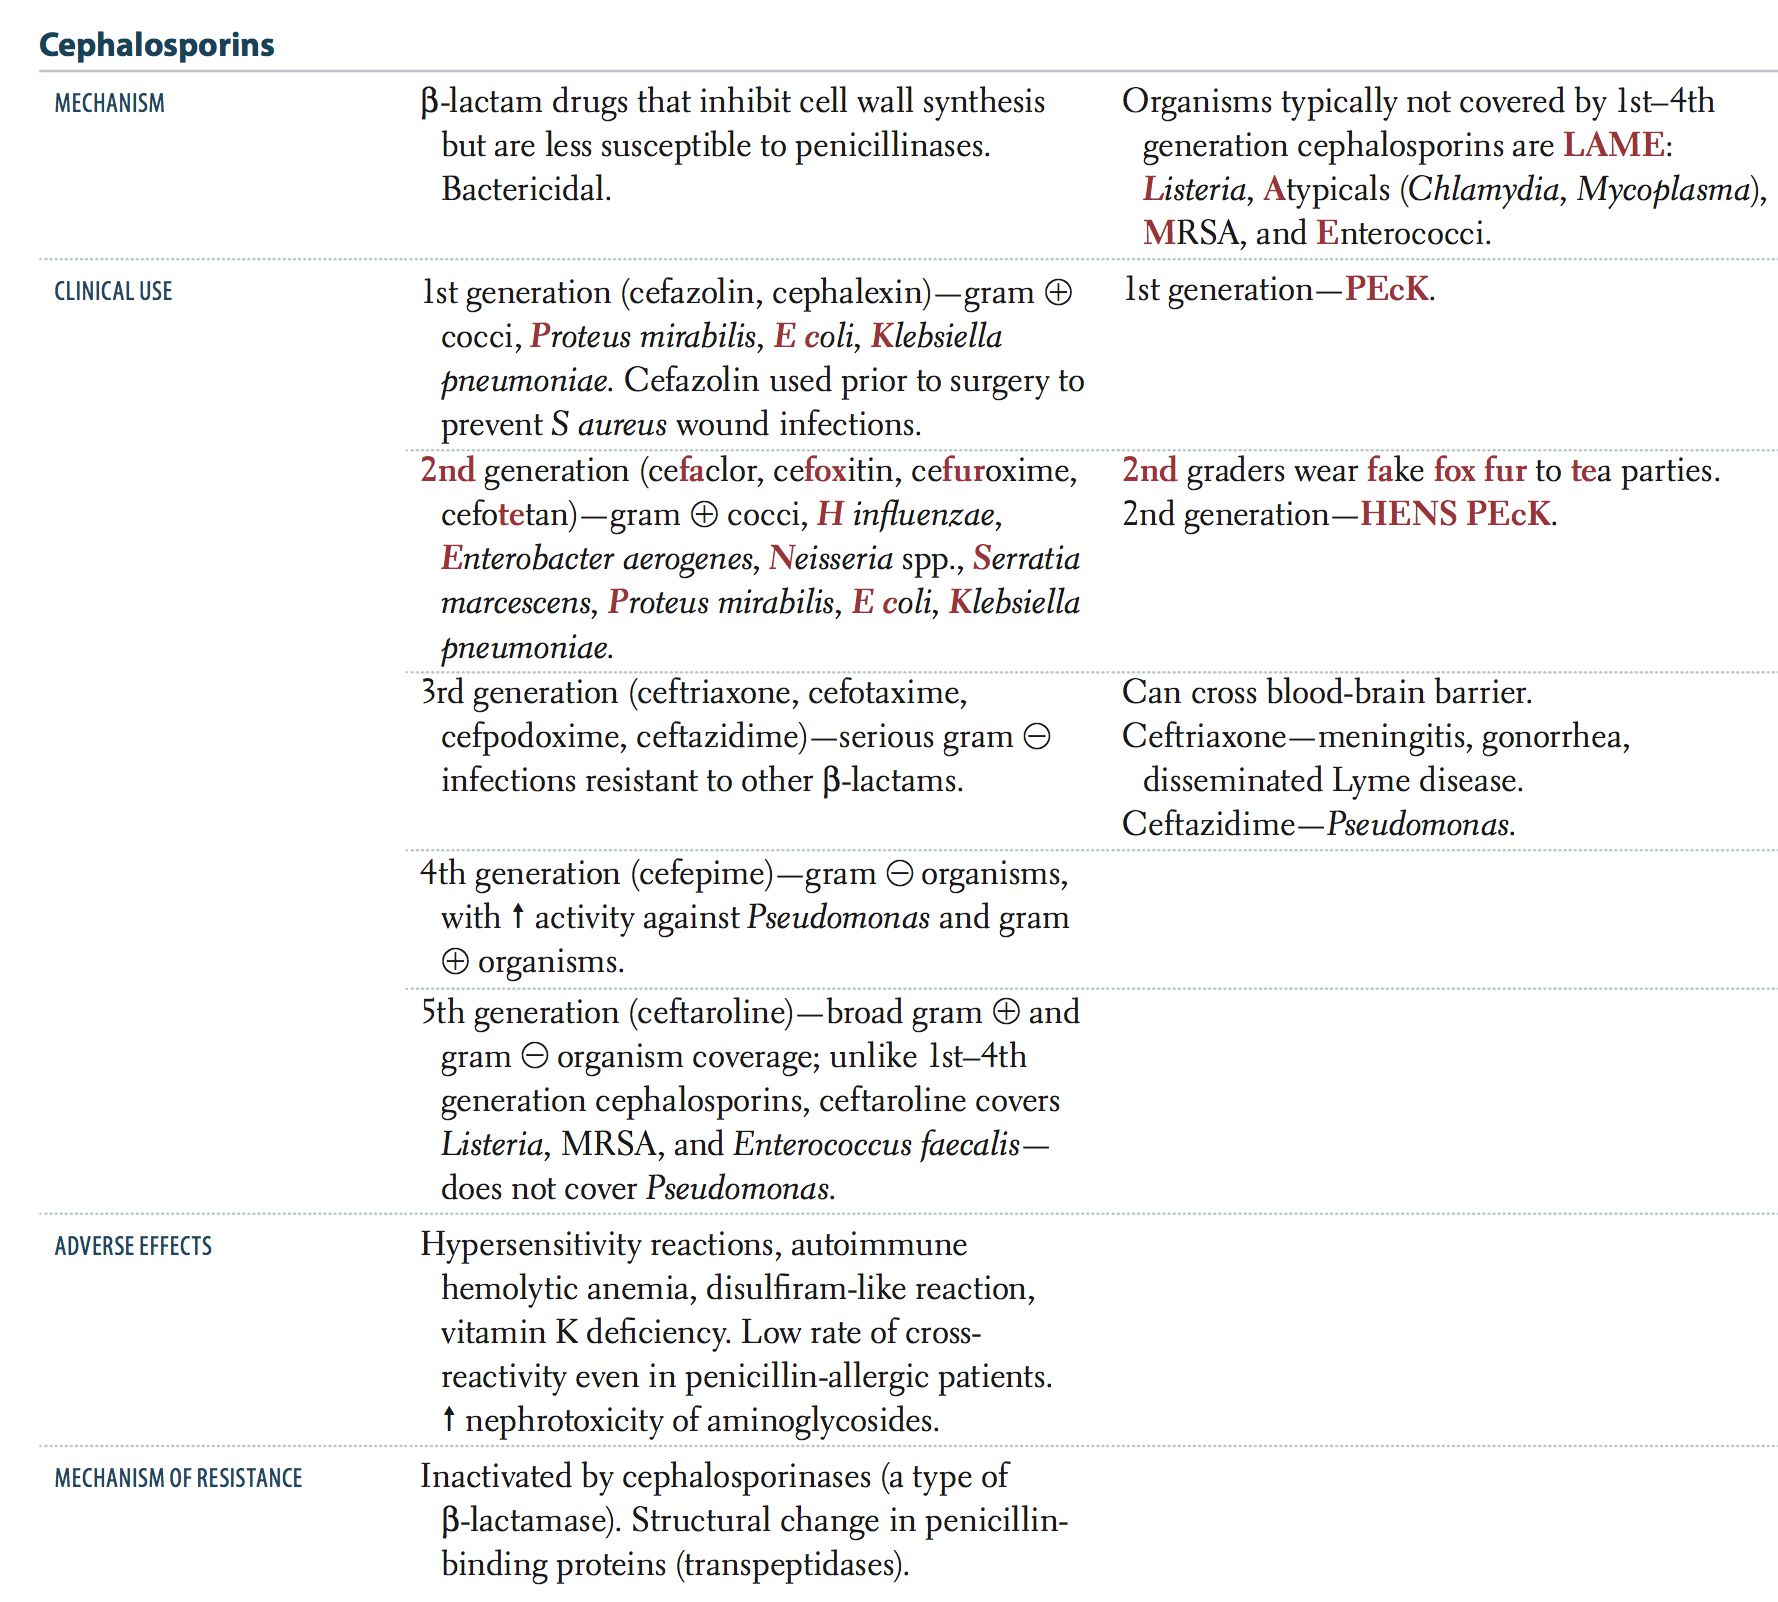 Cephalosporins
MECHANISM
β-lactam drugs that inhibit cell wall synthesis
but are less susceptible to penicillinases.
Bactericidal.
Organisms typically not covered by 1st–4th
generation cephalosporins are LAME:
Listeria, Atypicals (Chlamydia, Mycoplasma),
MRSA, and Enterococci.
CLINICAL USE
1st generation (cefazolin, cephalexin)—gram ⊕
cocci, Proteus mirabilis, E coli, Klebsiella
pneumoniae. Cefazolin used prior to surgery to
prevent S aureus wound infections.
1st generation—PEcK.
2nd generation (cefaclor, cefoxitin, cefuroxime,
cefotetan)—gram ⊕ cocci, H influenzae,
Enterobacter aerogenes, Neisseria spp., Serratia
marcescens, Proteus mirabilis, E coli, Klebsiella
pneumoniae.
2nd graders wear fake fox fur to tea parties.
2nd generation—HENS PEcK.
3rd generation (ceftriaxone, cefotaxime,
cefpodoxime, ceftazidime)—serious gram ⊖
infections resistant to other β-lactams.
Can cross blood-brain barrier.
Ceftriaxone—meningitis, gonorrhea,
disseminated Lyme disease.
Ceftazidime—Pseudomonas.
4th generation (cefepime)—gram ⊖ organisms,
with ↑ activity against Pseudomonas and gram
⊕ organisms.
5th generation (ceftaroline)—broad gram ⊕ and
gram ⊖ organism coverage; unlike 1st–4th
generation cephalosporins, ceftaroline covers
Listeria, MRSA, and Enterococcus faecalis—
does not cover Pseudomonas.
ADVERSE EFFECTS
Hypersensitivity reactions, autoimmune
hemolytic anemia, disulfiram-like reaction,
vitamin K deficiency. Low rate of cross-
reactivity even in penicillin-allergic patients.
↑ nephrotoxicity of aminoglycosides.
MECHANISM OF RESISTANCE
Inactivated by cephalosporinases (a type of
β-lactamase). Structural change in penicillin-
binding proteins (transpeptidases).